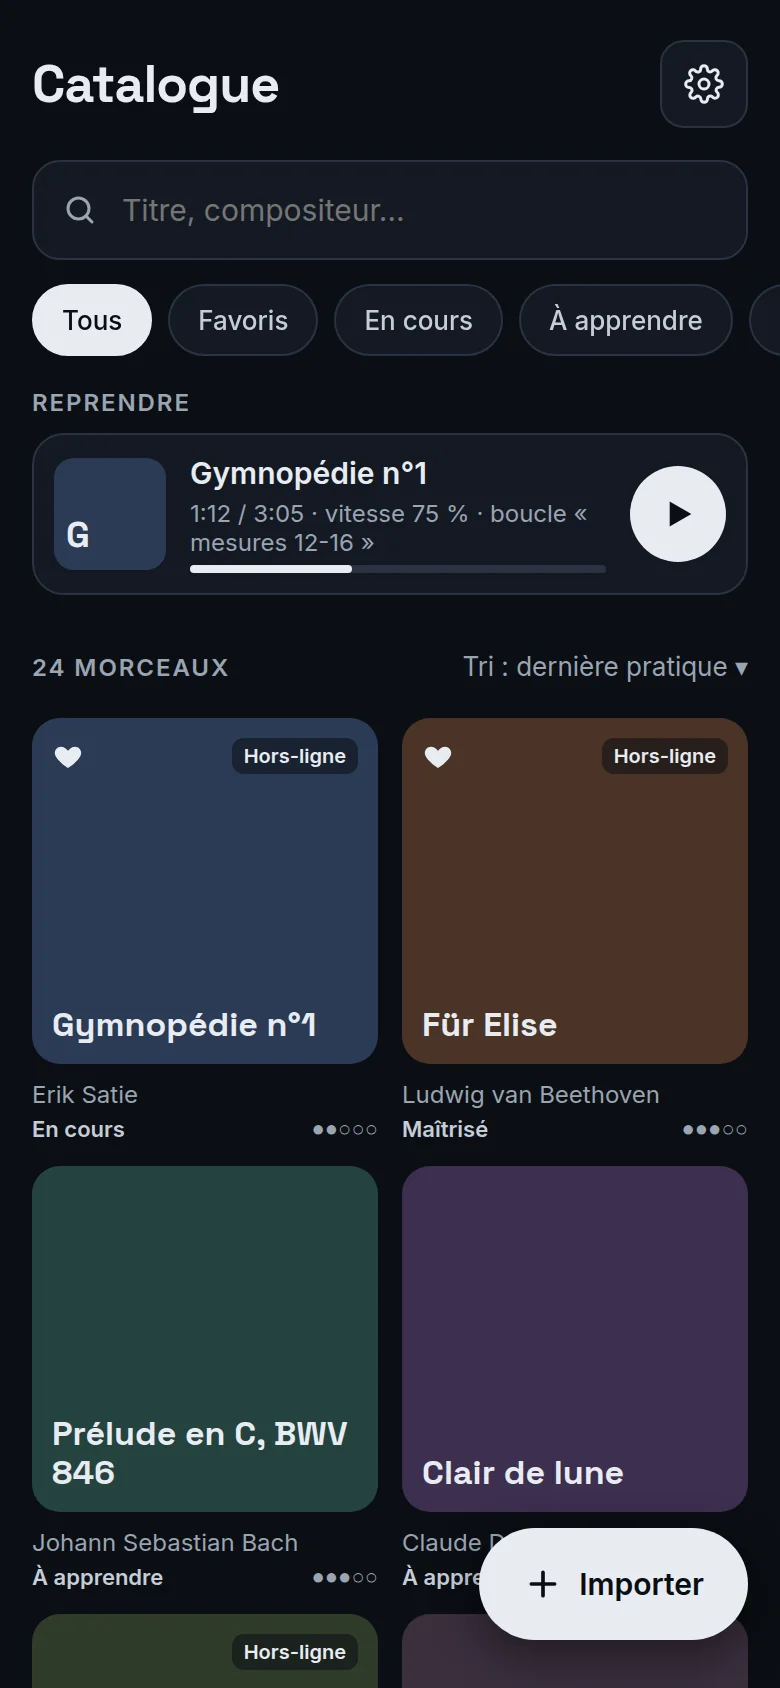 Catalogue
Titre, compositeur...
Tous
Favoris
En cours
À apprendre
REPRENDRE
G
Gymnopédie n°1
1:12 / 3:05 · vitesse 75 % · boucle «
mesures 12-16 »
24 MORCEAUX
Tri : dernière pratique ▾
Hors-ligne
Gymnopédie n°1
Erik Satie
En cours
●●○○○
Hors-ligne
Für Elise
Ludwig van Beethoven
Maîtrisé
●●●○○
Prélude en C, BWV
846
Johann Sebastian Bach
À apprendre
●●●○○
Clair de lune
Claude
À
Importer
Hors-ligne